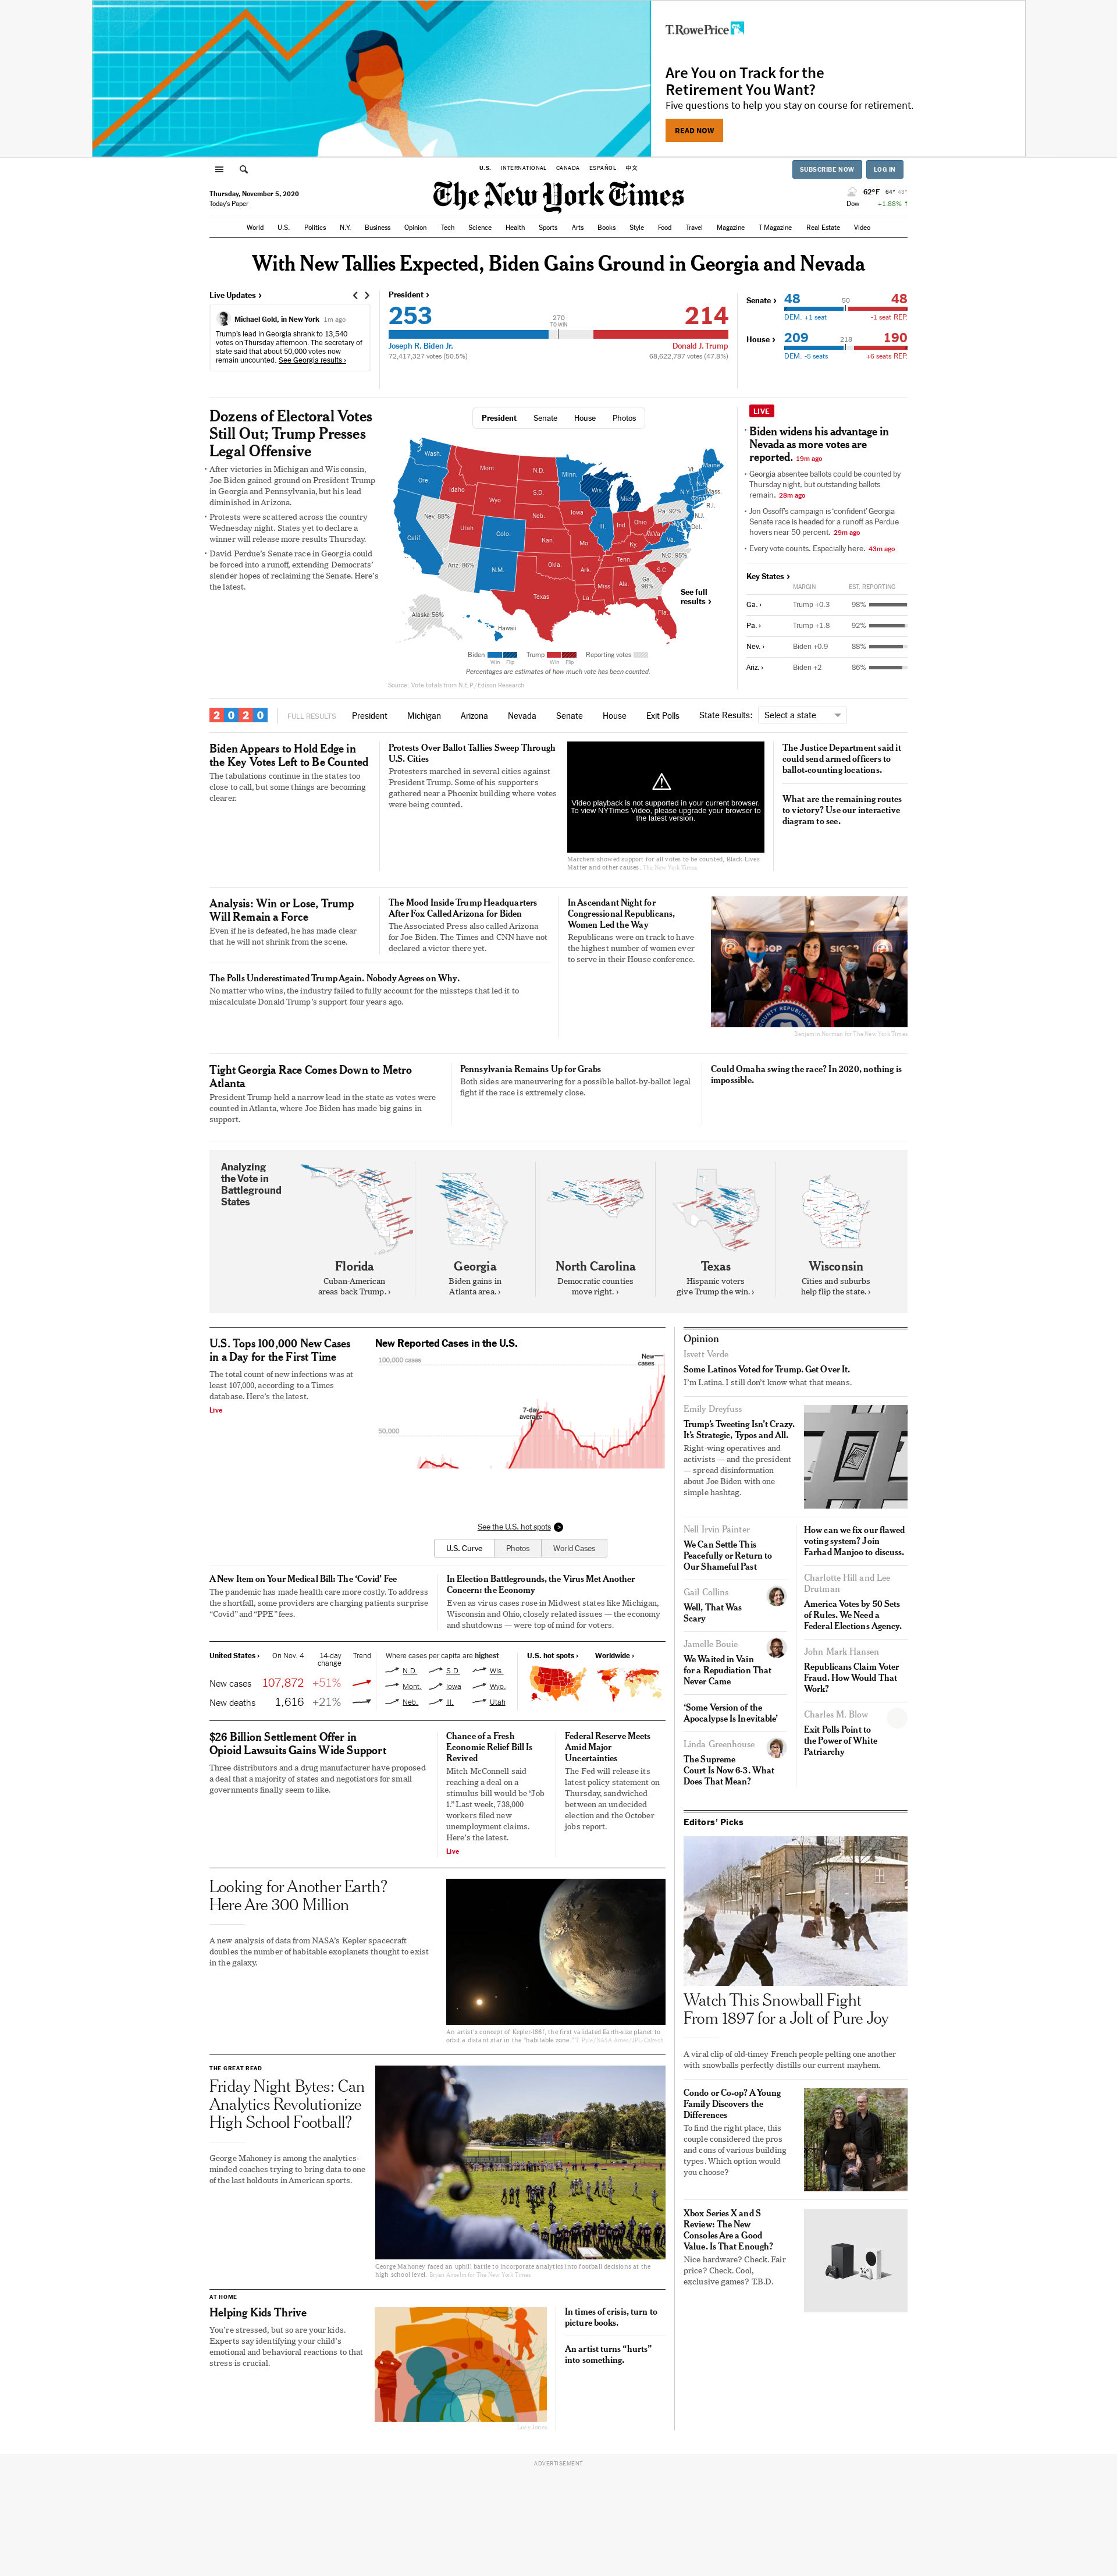 T.RowePrice
Are You on Track for the
Retirement You Want?
Five questions to help you stay on course for retirement.
READ NOW
U.S. INTERNATIONAL CANADA ESPAÑOL 中文
SUBSCRIBE NOW LOG IN
Thursday, November 5, 2020
Today's Paper
The New York Times
62°F 64° 43°
Dow +1.88% ↑
World U.S. Politics N.Y. Business Opinion Tech Science Health Sports Arts Books Style Food Travel Magazine T Magazine Real Estate Video
With New Tallies Expected, Biden Gains Ground in Georgia and Nevada
Live Updates ›
Michael Gold, in New York 1m ago
Trump's lead in Georgia shrank to 13,540
votes on Thursday afternoon. The secretary of
state said that about 50,000 votes now
remain uncounted. See Georgia results ›
President ›
253
270
TO WIN
214
Joseph R. Biden Jr.
Donald J. Trump
72,417,327 votes (50.5%)
68,622,787 votes (47.8%)
Senate › 48 50 48
DEM. +1 seat -1 seat REP.
House › 209 218 190
DEM. -5 seats +6 seats REP.
Dozens of Electoral Votes
Still Out; Trump Presses
Legal Offensive
After victories in Michigan and Wisconsin,
Joe Biden gained ground on President Trump
in Georgia and Pennsylvania, but his lead
diminished in Arizona.
Protests were scattered across the country
Wednesday night. States yet to declare a
winner will release more results Thursday.
David Perdue's Senate race in Georgia could
be forced into a runoff, extending Democrats'
slender hopes of reclaiming the Senate. Here's
the latest.
President Senate House Photos
Wash.
Mont.
N.D.
Minn.
Vt.
Maine
Ore.
Idaho
Wyo.
S.D.
Wis.
Mich.
N.Y.
N.H.
Mass.
R.I.
Nev. 88%
Utah
Colo.
Neb.
Iowa
Ill.
Ind.
Ohio
Pa. 92%
N.J.
Del.
Calif.
Kan.
Mo.
Ky.
W.Va.
Va.
Ariz. 86%
N.M.
Okla.
Ark.
Tenn.
N.C. 95%
S.C.
Texas
La.
Miss.
Ala.
Ga.
98%
Fla.
Alaska 56%
Hawaii
See full
results ›
Biden Trump Reporting votes
Win Flip Win Flip
Percentages are estimates of how much vote has been counted.
Source: Vote totals from N.E.P./Edison Research
LIVE
Biden widens his advantage in
Nevada as more votes are
reported. 19m ago
Georgia absentee ballots could be counted by
Thursday night, but outstanding ballots
remain. 28m ago
Jon Ossoff's campaign is 'confident' Georgia
Senate race is headed for a runoff as Perdue
hovers near 50 percent. 29m ago
Every vote counts. Especially here. 43m ago
Key States ›
MARGIN EST. REPORTING
Ga. › Trump +0.3 98%
Pa. › Trump +1.8 92%
Nev. › Biden +0.9 88%
Ariz. › Biden +2 86%
2020 FULL RESULTS President Michigan Arizona Nevada Senate House Exit Polls State Results: Select a state
Biden Appears to Hold Edge in
the Key Votes Left to Be Counted
The tabulations continue in the states too
close to call, but some things are becoming
clearer.
Protests Over Ballot Tallies Sweep Through
U.S. Cities
Protesters marched in several cities against
President Trump. Some of his supporters
gathered near a Phoenix building where votes
were being counted.
Video playback is not supported in your current browser.
To view NYTimes Video, please upgrade your browser to
the latest version.
Marchers showed support for all votes to be counted, Black Lives
Matter and other causes. The New York Times
The Justice Department said it
could send armed officers to
ballot-counting locations.
What are the remaining routes
to victory? Use our interactive
diagram to see.
Analysis: Win or Lose, Trump
Will Remain a Force
Even if he is defeated, he has made clear
that he will not shrink from the scene.
The Mood Inside Trump Headquarters
After Fox Called Arizona for Biden
The Associated Press also called Arizona
for Joe Biden. The Times and CNN have not
declared a victor there yet.
The Polls Underestimated Trump Again. Nobody Agrees on Why.
No matter who wins, the industry failed to fully account for the missteps that led it to
miscalculate Donald Trump's support four years ago.
In Ascendant Night for
Congressional Republicans,
Women Led the Way
Republicans were on track to have
the highest number of women ever
to serve in their House conference.
Benjamin Norman for The New York Times
Tight Georgia Race Comes Down to Metro
Atlanta
President Trump held a narrow lead in the state as votes were
counted in Atlanta, where Joe Biden has made big gains in
support.
Pennsylvania Remains Up for Grabs
Both sides are maneuvering for a possible ballot-by-ballot legal
fight if the race is extremely close.
Could Omaha swing the race? In 2020, nothing is
impossible.
Analyzing
the Vote in
Battleground
States
Florida
Cuban-American
areas back Trump. ›
Georgia
Biden gains in
Atlanta area. ›
North Carolina
Democratic counties
move right. ›
Texas
Hispanic voters
give Trump the win. ›
Wisconsin
Cities and suburbs
help flip the state. ›
U.S. Tops 100,000 New Cases
in a Day for the First Time
The total count of new infections was at
least 107,000, according to a Times
database. Here's the latest.
Live
New Reported Cases in the U.S.
100,000 cases
New
cases
7-day
average
50,000
See the U.S. hot spots
U.S. Curve Photos World Cases
A New Item on Your Medical Bill: The 'Covid' Fee
The pandemic has made health care more costly. To address
the shortfall, some providers are charging patients surprise
“Covid” and “PPE” fees.
In Election Battlegrounds, the Virus Met Another
Concern: the Economy
Even as virus cases rose in Midwest states like Michigan,
Wisconsin and Ohio, closely related issues — the economy
and shutdowns — were top of mind for voters.
United States › On Nov. 4 14-day
change Trend
New cases 107,872 +51%
New deaths 1,616 +21%
Where cases per capita are highest
N.D. S.D. Wis.
Mont. Iowa Wyo.
Neb. Ill. Utah
U.S. hot spots › Worldwide ›
$26 Billion Settlement Offer in
Opioid Lawsuits Gains Wide Support
Three distributors and a drug manufacturer have proposed
a deal that a majority of states and negotiators for small
governments finally seem to like.
Chance of a Fresh
Economic Relief Bill Is
Revived
Mitch McConnell said
reaching a deal on a
stimulus bill would be “Job
1.” Last week, 738,000
workers filed new
unemployment claims.
Here's the latest.
Live
Federal Reserve Meets
Amid Major
Uncertainties
The Fed will release its
latest policy statement on
Thursday, sandwiched
between an undecided
election and the October
jobs report.
Looking for Another Earth?
Here Are 300 Million
A new analysis of data from NASA's Kepler spacecraft
doubles the number of habitable exoplanets thought to exist
in the galaxy.
An artist's concept of Kepler-186f, the first validated Earth-size planet to
orbit a distant star in the “habitable zone.” T. Pyle/NASA Ames/JPL-Caltech
THE GREAT READ
Friday Night Bytes: Can
Analytics Revolutionize
High School Football?
George Mahoney is among the analytics-
minded coaches trying to bring data to one
of the last holdouts in American sports.
George Mahoney faced an uphill battle to incorporate analytics into football decisions at the
high school level. Bryan Anselm for The New York Times
AT HOME
Helping Kids Thrive
You're stressed, but so are your kids.
Experts say identifying your child's
emotional and behavioral reactions to that
stress is crucial.
Lucy Jones
In times of crisis, turn to
picture books.
An artist turns “hurts”
into something.
Opinion
Isvett Verde
Some Latinos Voted for Trump. Get Over It.
I'm Latina. I still don't know what that means.
Emily Dreyfuss
Trump's Tweeting Isn't Crazy.
It's Strategic, Typos and All.
Right-wing operatives and
activists — and the president
— spread disinformation
about Joe Biden with one
simple hashtag.
Nell Irvin Painter
We Can Settle This
Peacefully or Return to
Our Shameful Past
Gail Collins
Well, That Was
Scary
Jamelle Bouie
We Waited in Vain
for a Repudiation That
Never Came
'Some Version of the
Apocalypse Is Inevitable'
Linda Greenhouse
The Supreme
Court Is Now 6-3. What
Does That Mean?
How can we fix our flawed
voting system? Join
Farhad Manjoo to discuss.
Charlotte Hill and Lee
Drutman
America Votes by 50 Sets
of Rules. We Need a
Federal Elections Agency.
John Mark Hansen
Republicans Claim Voter
Fraud. How Would That
Work?
Charles M. Blow
Exit Polls Point to
the Power of White
Patriarchy
Editors' Picks
Watch This Snowball Fight
From 1897 for a Jolt of Pure Joy
A viral clip of old-timey French people pelting one another
with snowballs perfectly distills our current mayhem.
Condo or Co-op? A Young
Family Discovers the
Differences
To find the right place, this
couple considered the pros
and cons of various building
types. Which option would
you choose?
Xbox Series X and S
Review: The New
Consoles Are a Good
Value. Is That Enough?
Nice hardware? Check. Fair
price? Check. Cool,
exclusive games? T.B.D.
ADVERTISEMENT